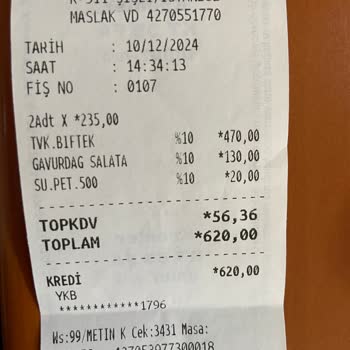 MASLAK VD 4270551770
TARİH : 10/12/2024
SAAT : 14:34:13
FİŞ NO : 0107
2Adt X *235,00
TVK.BIFTEK %10 *470,00
GAVURDAG SALATA %10 *130,00
SU.PET.500 %10 *20,00
TOPKDV *56,36
TOPLAM *620,00
KREDİ *620,00
YKB
************1796
Ws:99/METIN K Cek:3431 Masa: